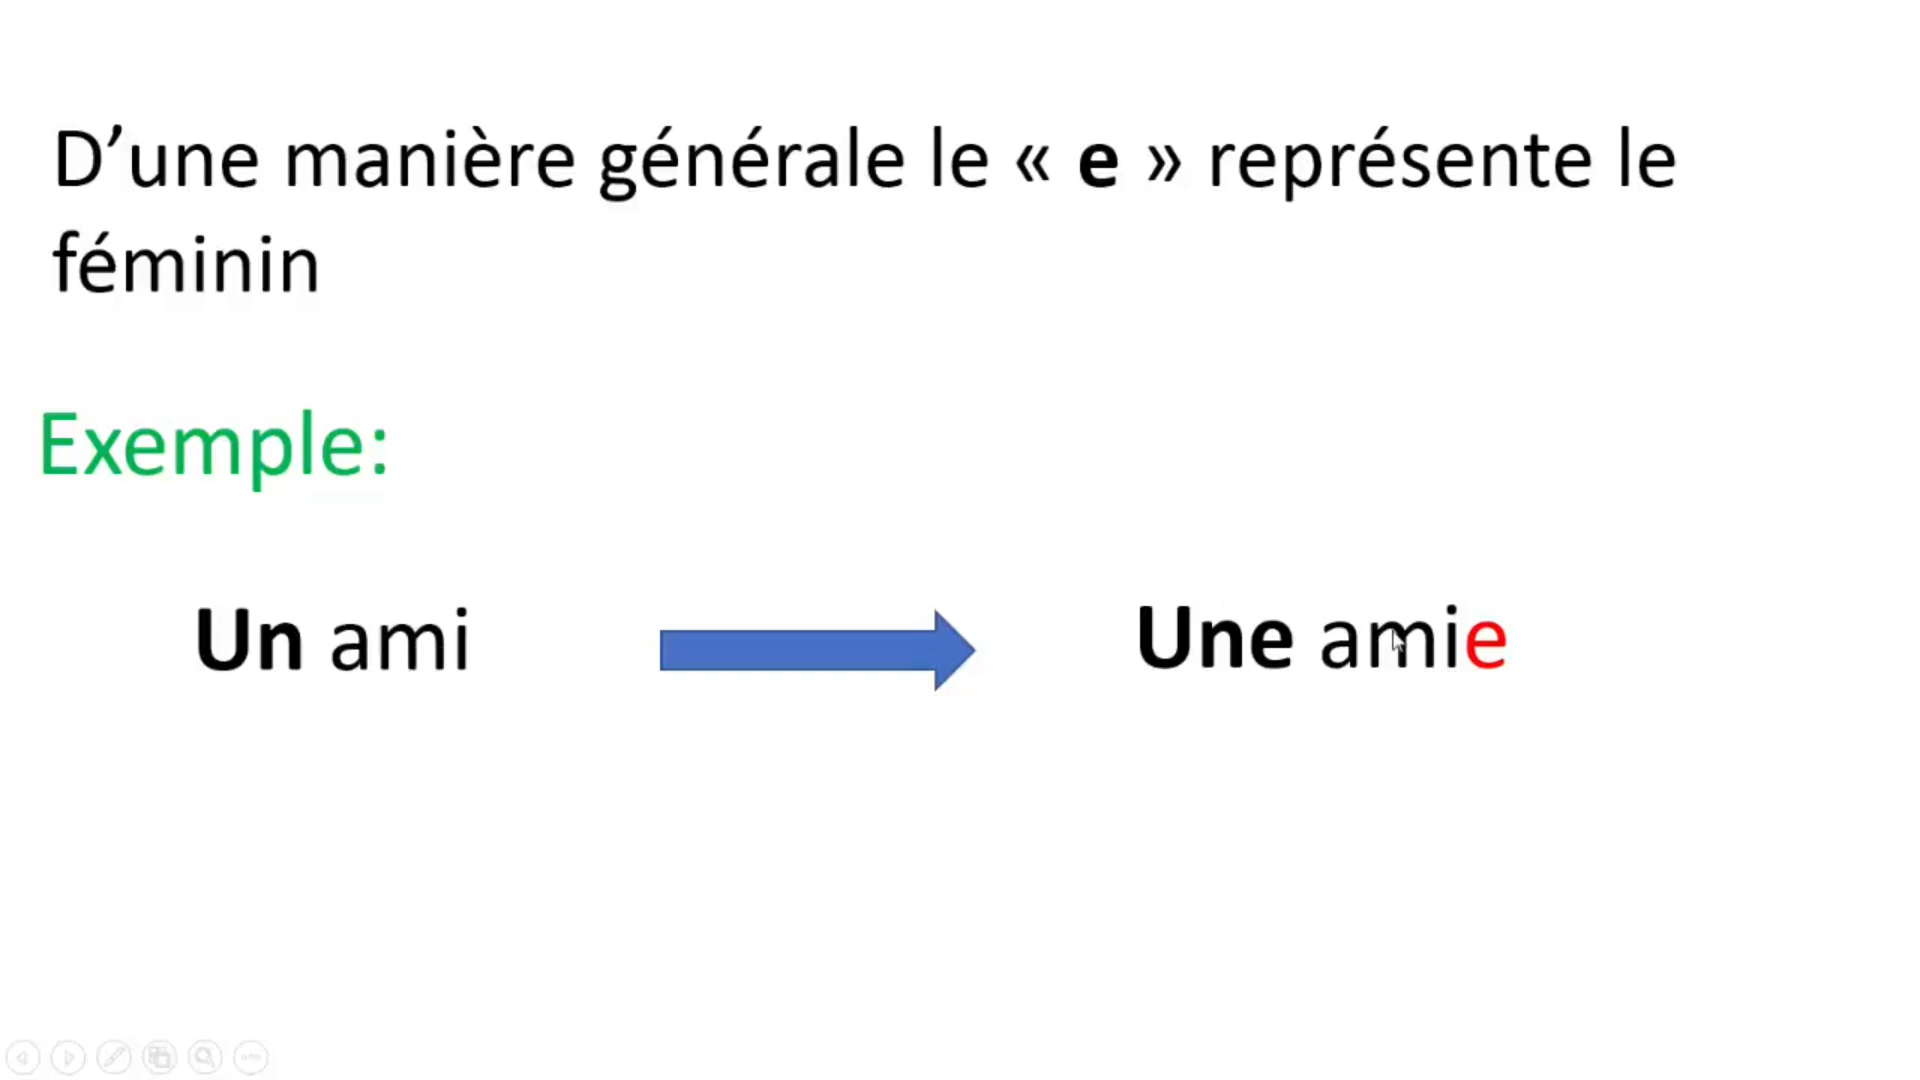 D’une manière générale le « e » représente le
féminin
Exemple:
Un ami
Une amie